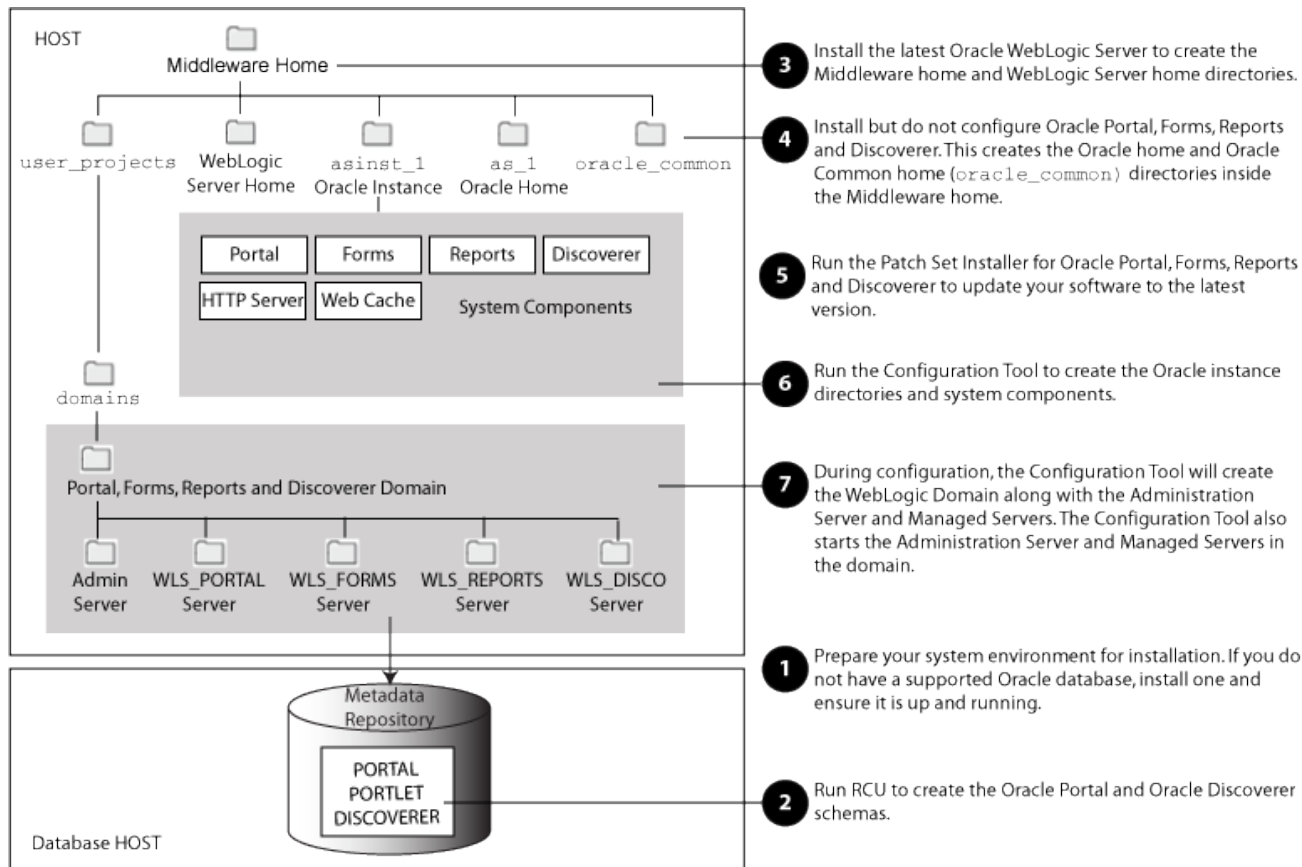 HOST
Middleware Home
user_projects
WebLogic
Server Home
asinst_1
Oracle Instance
as_1
Oracle Home
oracle_common
Portal
Forms
Reports
Discoverer
HTTP Server
Web Cache
System Components
domains
Portal, Forms, Reports and Discoverer Domain
Admin
Server
WLS_PORTAL
Server
WLS_FORMS
Server
WLS_REPORTS
Server
WLS_DISCO
Server
Metadata
Repository
PORTAL
PORTLET
DISCOVERER
Database HOST
3
Install the latest Oracle WebLogic Server to create the
Middleware home and WebLogic Server home directories.
4
Install but do not configure Oracle Portal, Forms, Reports
and Discoverer. This creates the Oracle home and Oracle
Common home (oracle_common) directories inside
the Middleware home.
5
Run the Patch Set Installer for Oracle Portal, Forms, Reports
and Discoverer to update your software to the latest
version.
6
Run the Configuration Tool to create the Oracle instance
directories and system components.
7
During configuration, the Configuration Tool will create
the WebLogic Domain along with the Administration
Server and Managed Servers. The Configuration Tool also
starts the Administration Server and Managed Servers in
the domain.
1
Prepare your system environment for installation. If you do
not have a supported Oracle database, install one and
ensure it is up and running.
2
Run RCU to create the Oracle Portal and Oracle Discoverer
schemas.